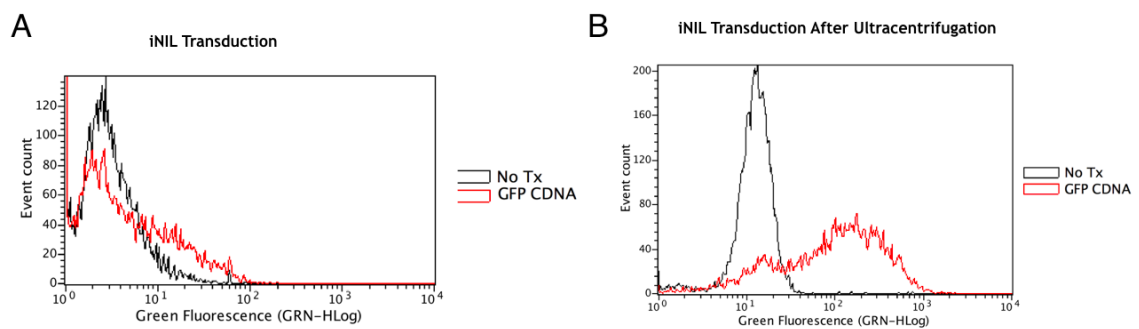 A
iNIL Transduction
Event count
120
100
80
60
40
20
0
10^0
10^1
10^2
10^3
10^4
Green Fluorescence (GRN-HLog)
No Tx
GFP CDNA
B
iNIL Transduction After Ultracentrifugation
Event count
200
160
120
80
40
0
10^0
10^1
10^2
10^3
10^4
Green Fluorescence (GRN-HLog)
No Tx
GFP CDNA